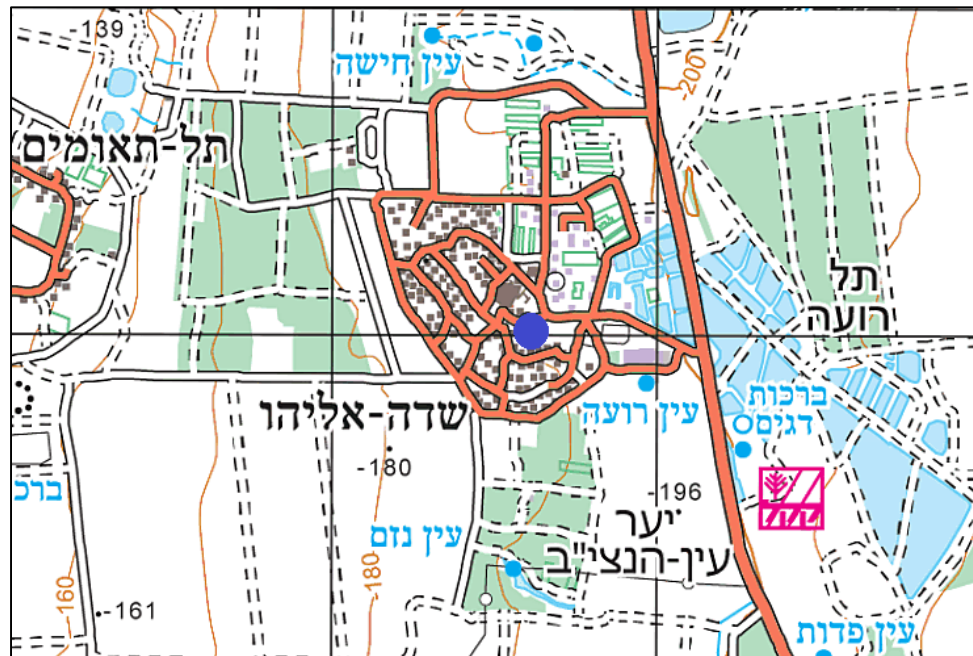 -139
עין חישה
-200
תל-תאומים
תל
רועה
שדה-אליהו
עין רועה
ברכות
דגים
-180
-196
ברכ
יער
עין-הנצי"ב
עין נזם
-180
-160
-161
עין פדות